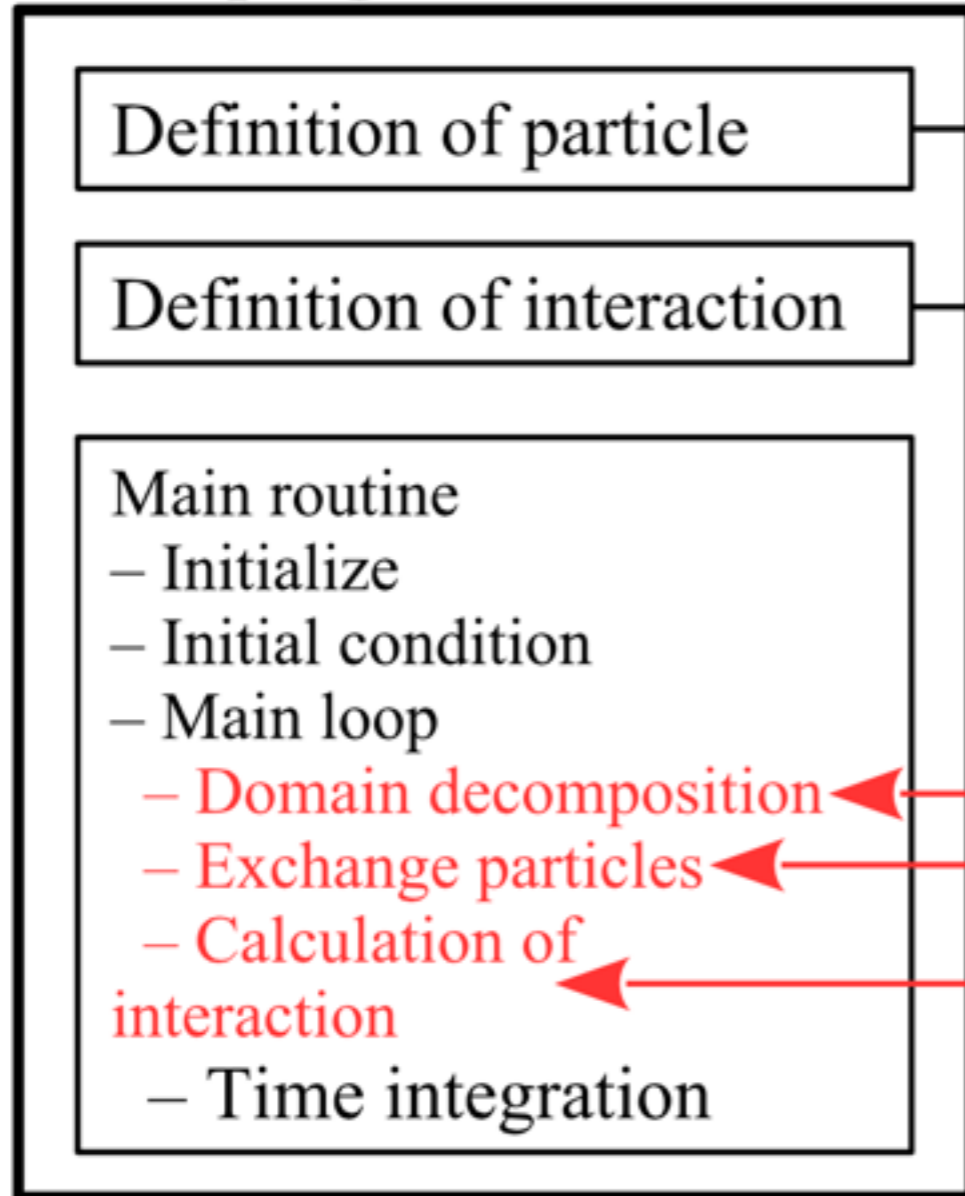 Definition of particle
Definition of interaction
Main routine
– Initialize
– Initial condition
– Main loop
– Domain decomposition
– Exchange particles
– Calculation of
interaction
– Time integration